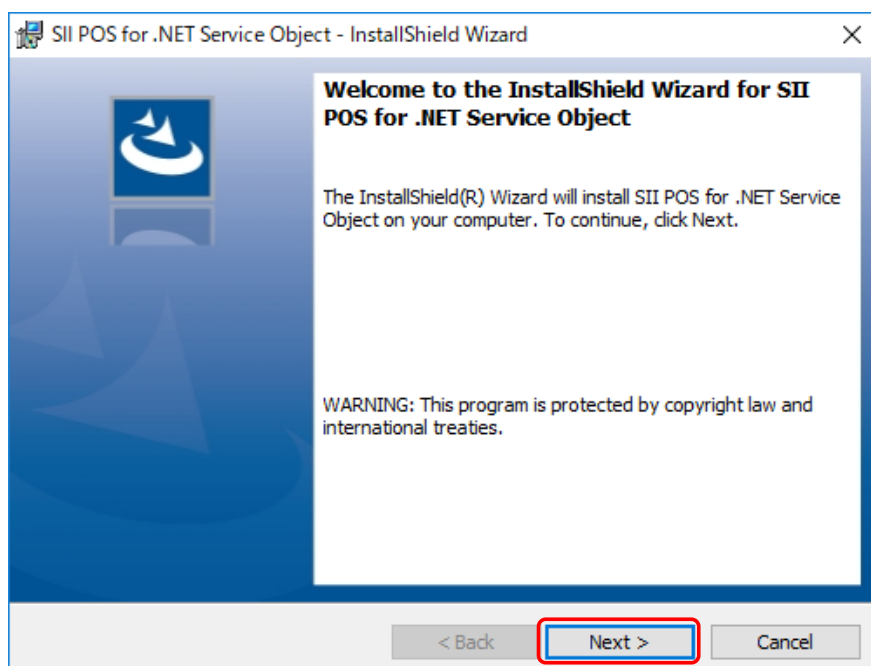 SII POS for .NET Service Object - InstallShield Wizard
Welcome to the InstallShield Wizard for SII
POS for .NET Service Object
The InstallShield(R) Wizard will install SII POS for .NET Service
Object on your computer. To continue, click Next.
WARNING: This program is protected by copyright law and
international treaties.
< Back Next > Cancel